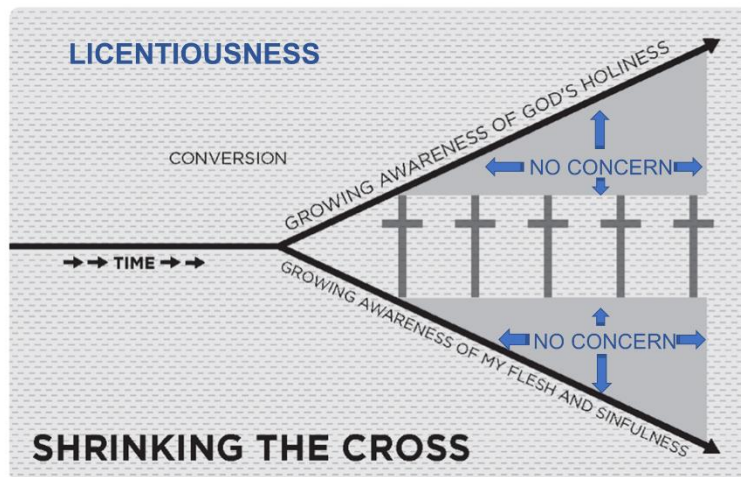 LICENTIOUSNESS
CONVERSION
GROWING AWARENESS OF GOD'S HOLINESS
NO CONCERN
TIME
GROWING AWARENESS OF MY FLESH AND SINFULNESS
NO CONCERN
SHRINKING THE CROSS